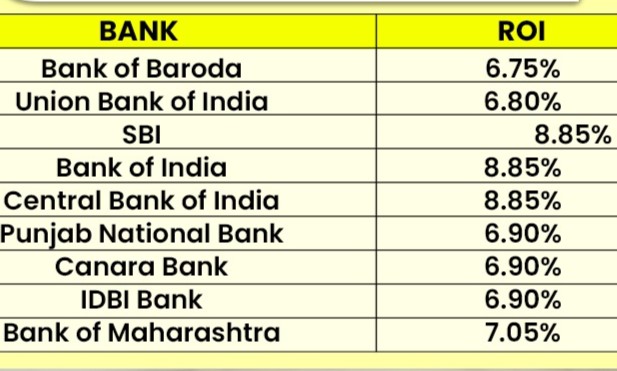 BANK ROI
Bank of Baroda 6.75%
Union Bank of India 6.80%
SBI 8.85%
Bank of India 8.85%
Central Bank of India 8.85%
Punjab National Bank 6.90%
Canara Bank 6.90%
IDBI Bank 6.90%
Bank of Maharashtra 7.05%